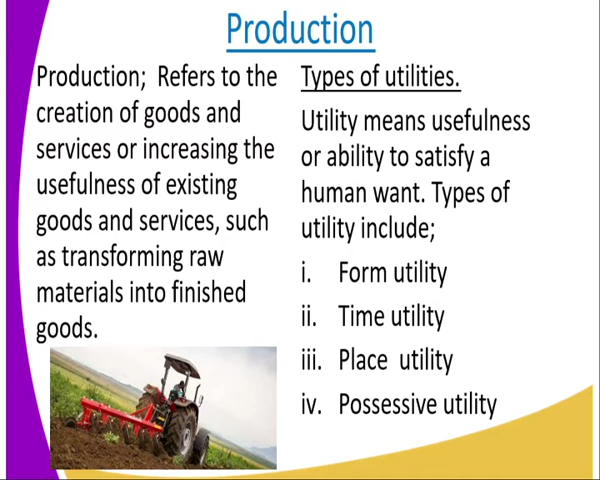 Production
Production;  Refers to the
creation of goods and
services or increasing the
usefulness of existing
goods and services, such
as transforming raw
materials into finished
goods.
Types of utilities.
Utility means usefulness
or ability to satisfy a
human want. Types of
utility include;
i. Form utility
ii. Time utility
iii. Place  utility
iv. Possessive utility